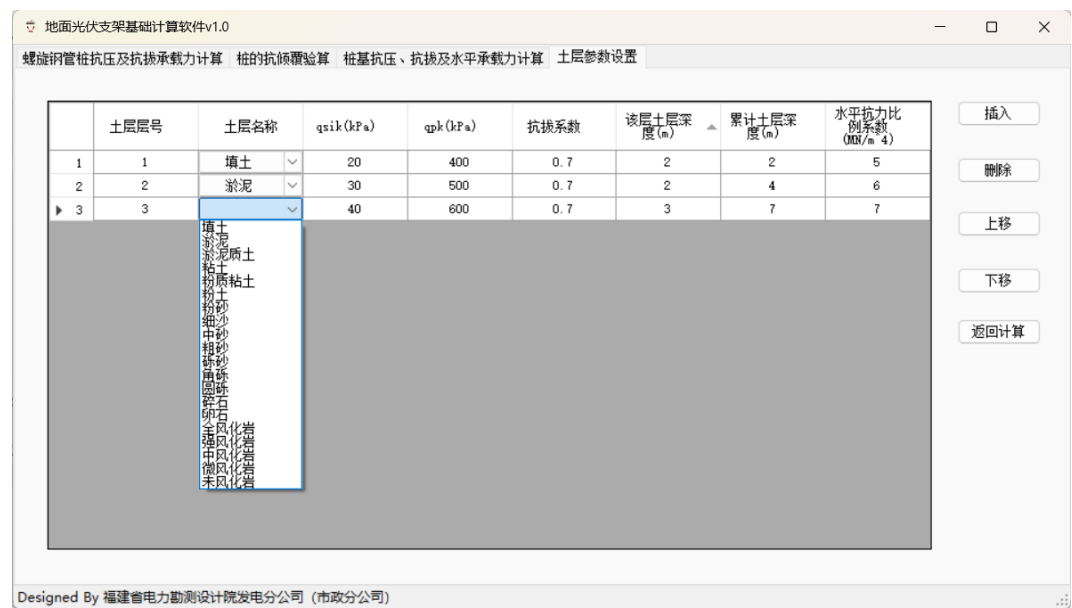 地面光伏支架基础计算软件v1.0
螺旋钢管桩抗压及抗拔承载力计算 桩的抗倾覆验算 桩基抗压、抗拔及水平承载力计算 土层参数设置
土层层号 土层名称 qsik(kPa) qpk(kPa) 抗拔系数 该层土层深度(m) 累计土层深度(m) 水平抗力比例系数(MN/m^4)
1 1 填土 20 400 0.7 2 2 5
2 2 淤泥 30 500 0.7 2 4 6
3 3 40 600 0.7 3 7 7
填土
淤泥
淤泥质土
粘土
粉质粘土
粉土
粉砂
细沙
中砂
粗砂
砾砂
角砾
圆砾
碎石
卵石
全风化岩
强风化岩
中风化岩
微风化岩
未风化岩
插入
删除
上移
下移
返回计算
Designed By 福建省电力勘测设计院发电分公司（市政分公司）